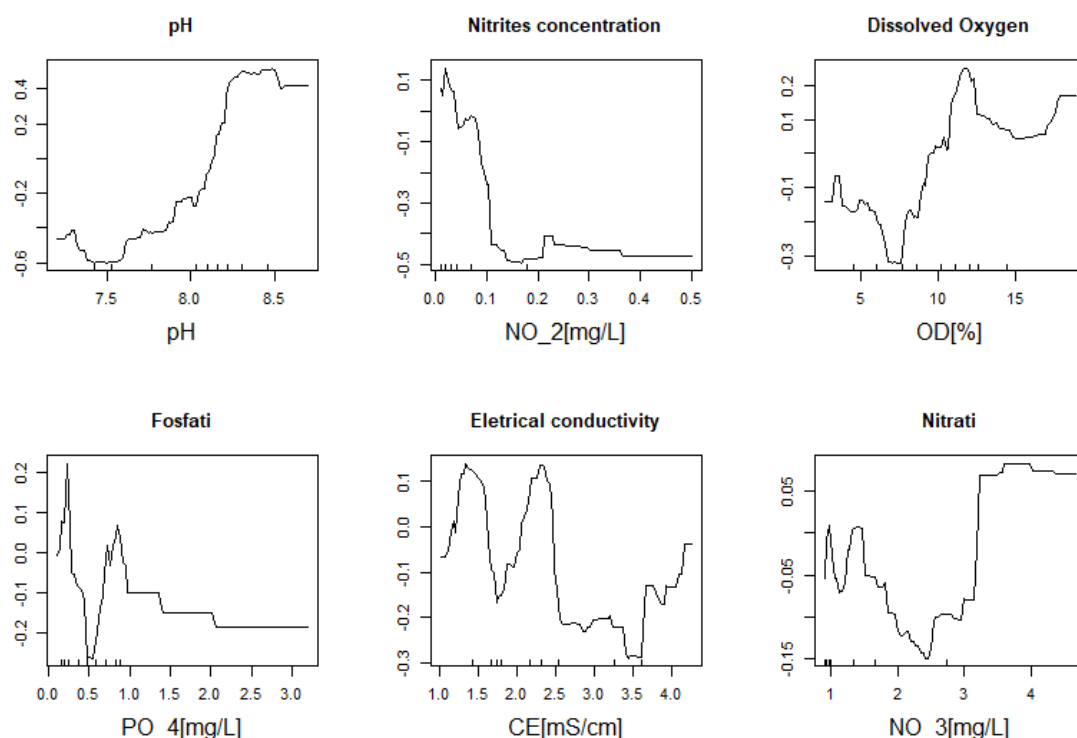 pH
0.4
0.2
-0.2
-0.6
7.5 8.0 8.5
pH
Nitrites concentration
0.1
-0.1
-0.3
-0.5
0.0 0.1 0.2 0.3 0.4 0.5
NO_2[mg/L]
Dissolved Oxygen
0.2
0.1
-0.1
-0.3
5 10 15
OD[%]
Fosfati
0.2
0.1
0.0
-0.1
-0.2
0.0 0.5 1.0 1.5 2.0 2.5 3.0
PO_4[mg/L]
Eletrical conductivity
0.1
0.0
-0.1
-0.2
-0.3
1.0 1.5 2.0 2.5 3.0 3.5 4.0
CE[mS/cm]
Nitrati
0.05
-0.05
-0.15
1 2 3 4
NO_3[mg/L]